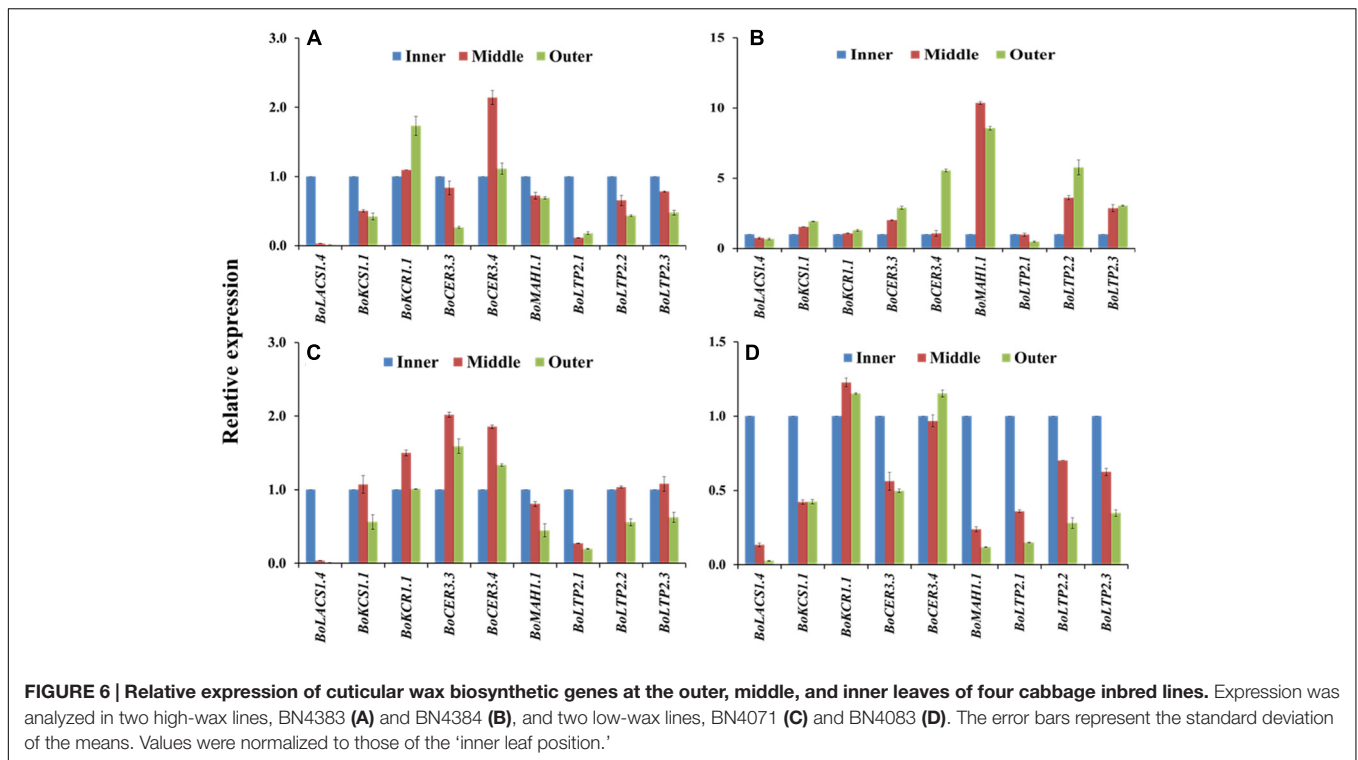 A
3.0
2.0
1.0
0.0
Inner Middle Outer
BoLACS1.4
BoKCS1.1
BoKCR1.1
BoCER3.3
BoCER3.4
BoMAH1.1
BoLTP2.1
BoLTP2.2
BoLTP2.3
B
15
10
5
0
Inner Middle Outer
BoLACS1.4
BoKCS1.1
BoKCR1.1
BoCER3.3
BoCER3.4
BoMAH1.1
BoLTP2.1
BoLTP2.2
BoLTP2.3
Relative expression
C
3.0
2.0
1.0
0.0
Inner Middle Outer
BoLACS1.4
BoKCS1.1
BoKCR1.1
BoCER3.3
BoCER3.4
BoMAH1.1
BoLTP2.1
BoLTP2.2
BoLTP2.3
D
1.5
1.0
0.5
0.0
Inner Middle Outer
BoLACS1.4
BoKCS1.1
BoKCR1.1
BoCER3.3
BoCER3.4
BoMAH1.1
BoLTP2.1
BoLTP2.2
BoLTP2.3
FIGURE 6 | Relative expression of cuticular wax biosynthetic genes at the outer, middle, and inner leaves of four cabbage inbred lines. Expression was
analyzed in two high-wax lines, BN4383 (A) and BN4384 (B), and two low-wax lines, BN4071 (C) and BN4083 (D). The error bars represent the standard deviation
of the means. Values were normalized to those of the ‘inner leaf position.’